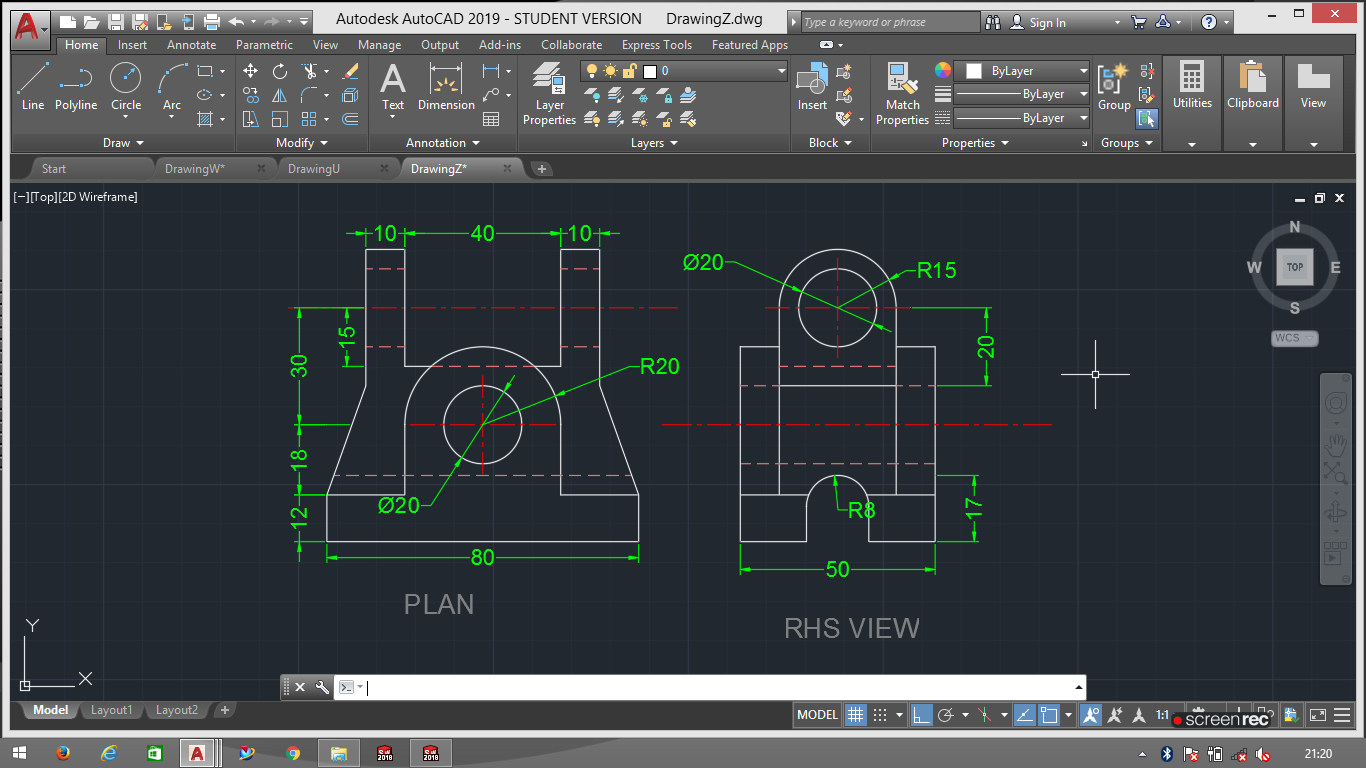 Autodesk AutoCAD 2019 - STUDENT VERSION DrawingZ.dwg
Type a keyword or phrase
Sign In
Home Insert Annotate Parametric View Manage Output Add-ins Collaborate Express Tools Featured Apps
Line Polyline Circle Arc
Text Dimension
Layer Properties
0
Insert
Match Properties
ByLayer
ByLayer
ByLayer
Group
Utilities
Clipboard
View
Draw Modify Annotation Layers Block Properties Groups
Start DrawingW* DrawingU DrawingZ*
[−][Top][2D Wireframe]
N
W TOP E
S
WCS
10 40 10
Ø20
R15
15
30
20
R20
18
Ø20
R8
12
17
80
50
PLAN
RHS VIEW
Y
X
Model Layout1 Layout2
MODEL
1:1
screenrec
RW 2018
RW 2018
21:20